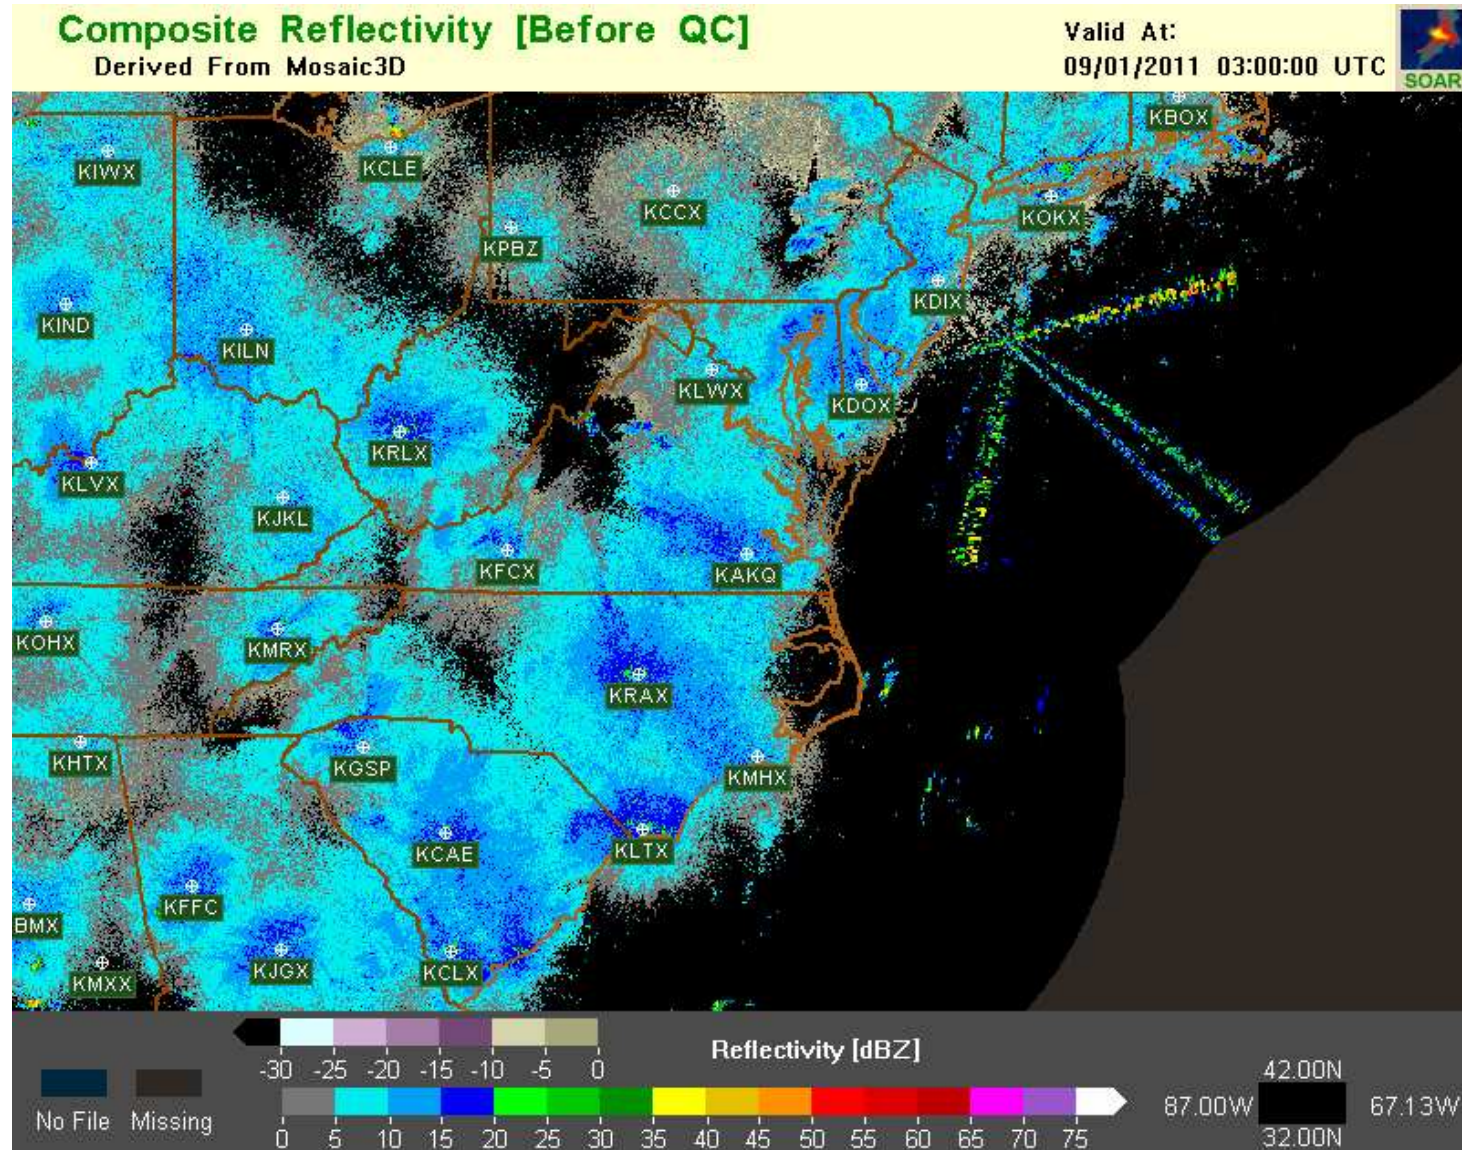 Composite Reflectivity [Before QC]
Derived From Mosaic3D
Valid At:
09/01/2011 03:00:00 UTC
SOAR
KBOX
KIWX
KCLE
KCCX
KOKX
KPBZ
KDIX
KIND
KILN
KLWX
KDOX
KRLX
KLVX
KJKL
KFCX
KAKQ
KOHX
KMRX
KRAX
KHTX
KGSP
KMHX
KCAE
KLTX
KFFC
BMX
KJGX
KCLX
KMXX
-30 -25 -20 -15 -10 -5 0
Reflectivity [dBZ]
No File Missing
0 5 10 15 20 25 30 35 40 45 50 55 60 65 70 75
42.00N
87.00W 67.13W
32.00N